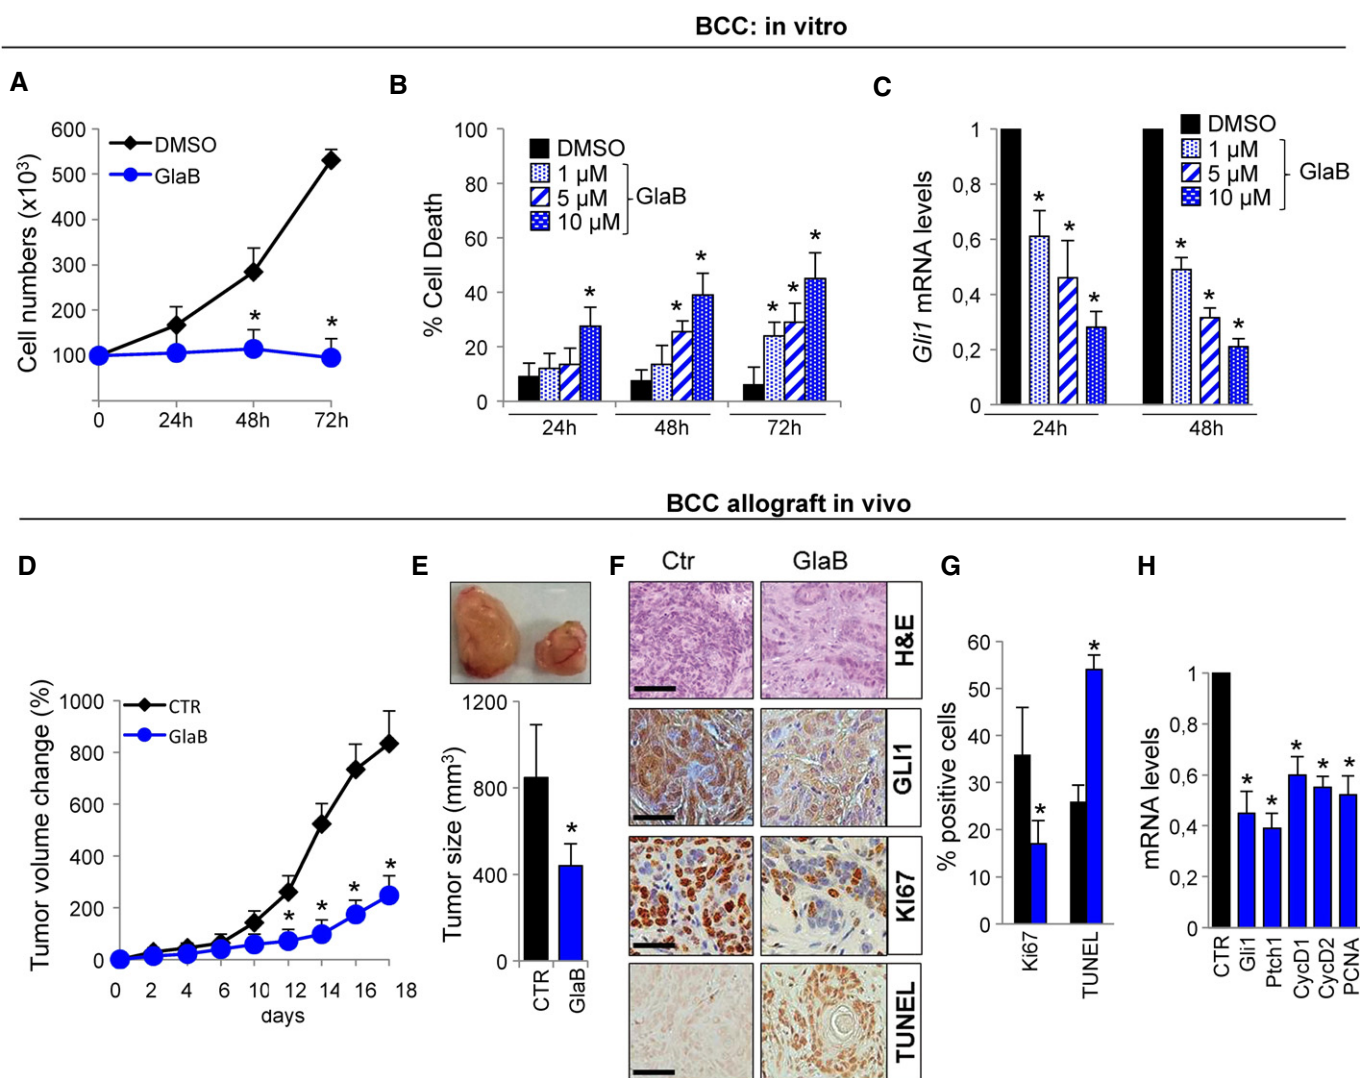 BCC: in vitro
A
Cell numbers (x10³)
600
500
400
300
200
100
DMSO
GlaB
*
*
0
24h
48h
72h
B
% Cell Death
100
80
60
40
20
0
DMSO
1 µM
5 µM
10 µM
GlaB
*
*
*
*
*
*
24h
48h
72h
C
Gli1 mRNA levels
1
0,8
0,6
0,4
0,2
0
DMSO
1 µM
5 µM
10 µM
GlaB
*
*
*
*
*
*
24h
48h
BCC allograft in vivo
D
Tumor volume change (%)
1000
800
600
400
200
0
CTR
GlaB
*
*
*
*
0 2 4 6 10 12 14 16 18
days
E
Tumor size (mm³)
1200
800
400
0
*
CTR
GlaB
F
Ctr
GlaB
H&E
GLI1
KI67
TUNEL
G
% positive cells
60
50
40
30
20
10
0
*
*
Ki67
TUNEL
H
mRNA levels
1
0,8
0,6
0,4
0,2
0
*
*
*
*
*
CTR
Gli1
Ptch1
CycD1
CycD2
PCNA